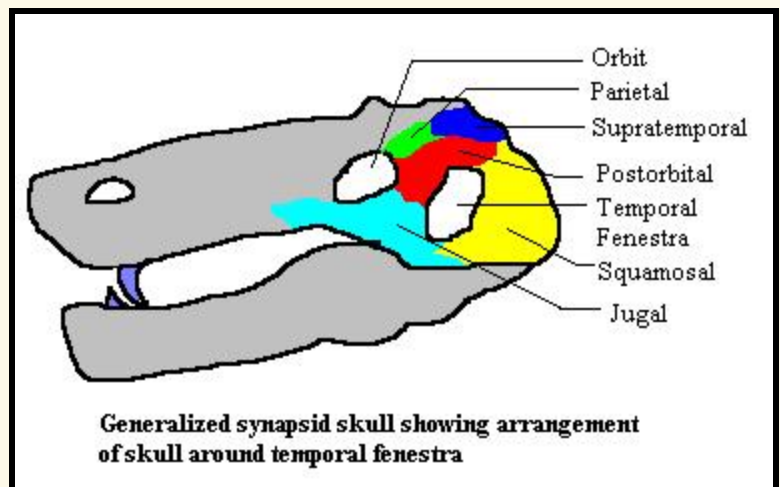 Orbit
Parietal
Supratemporal
Postorbital
Temporal
Fenestra
Squamosal
Jugal
Generalized synapsid skull showing arrangement
of skull around temporal fenestra